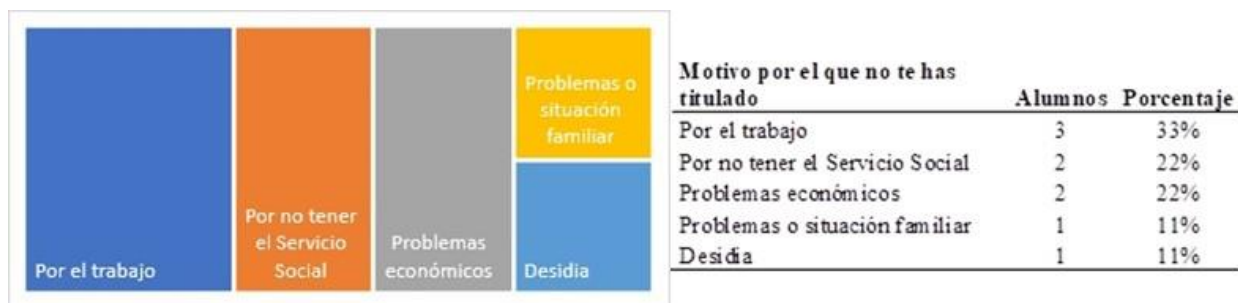 Por el trabajo
Por no tener
el Servicio
Social
Problemas
económicos
Problemas o
situación
familiar
Desidia
Motivo por el que no te has
titulado Alumnos Porcentaje
Por el trabajo 3 33%
Por no tener el Servicio Social 2 22%
Problemas económicos 2 22%
Problemas o situación familiar 1 11%
Desidia 1 11%